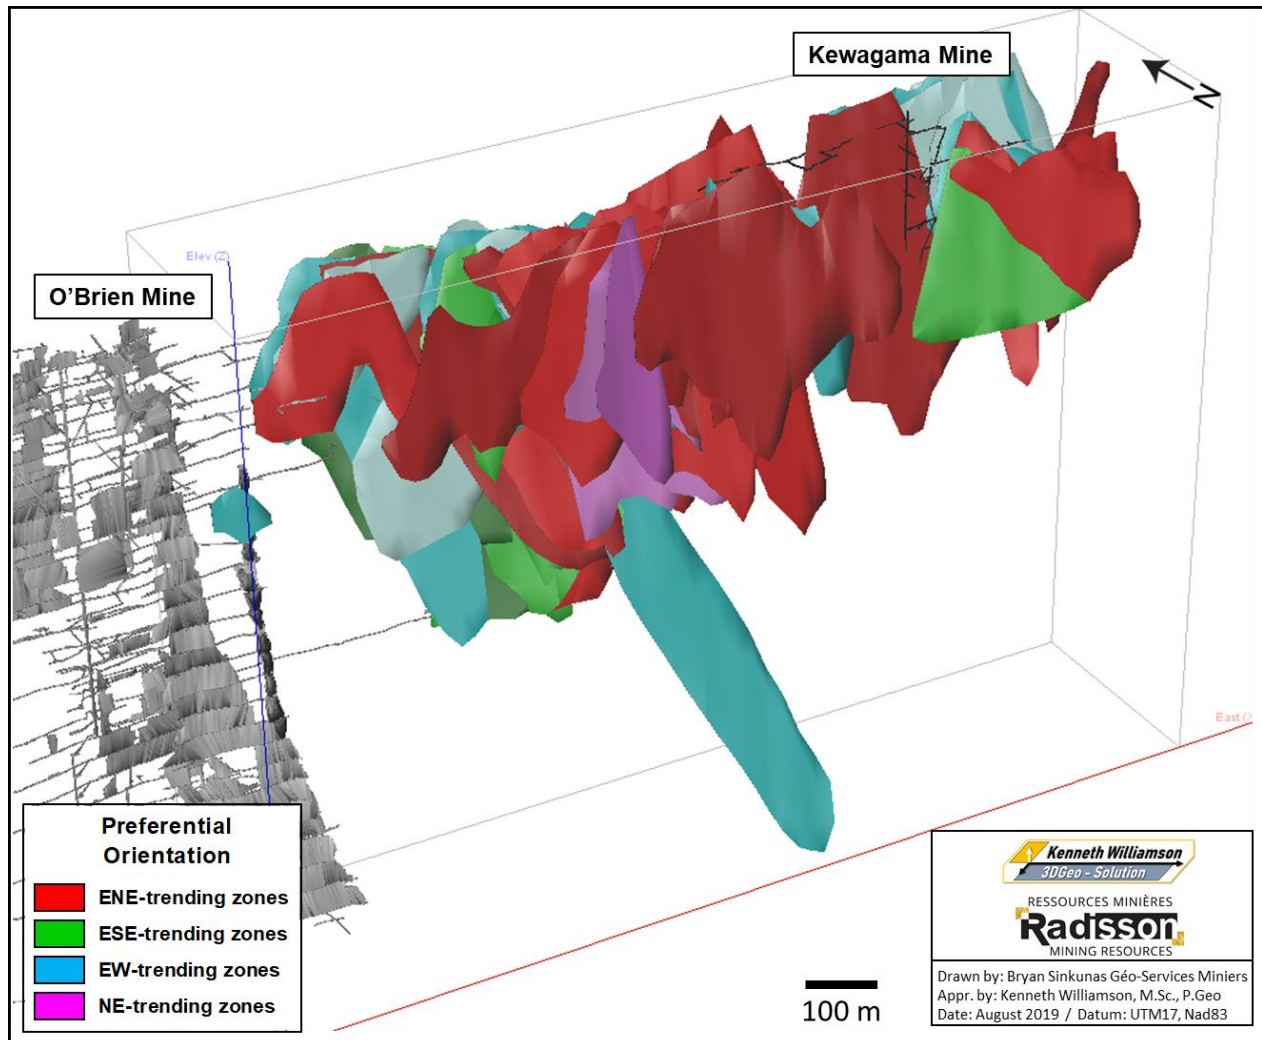 Kewagama Mine
N
Elev (Z)
O'Brien Mine
East (
Preferential
Orientation
ENE-trending zones
ESE-trending zones
EW-trending zones
NE-trending zones
100 m
Kenneth Williamson
3DGeo - Solution
RESSOURCES MINIÈRES
Radisson
MINING RESOURCES
Drawn by: Bryan Sinkunas Géo-Services Miniers
Appr. by: Kenneth Williamson, M.Sc., P.Geo
Date: August 2019 / Datum: UTM17, Nad83